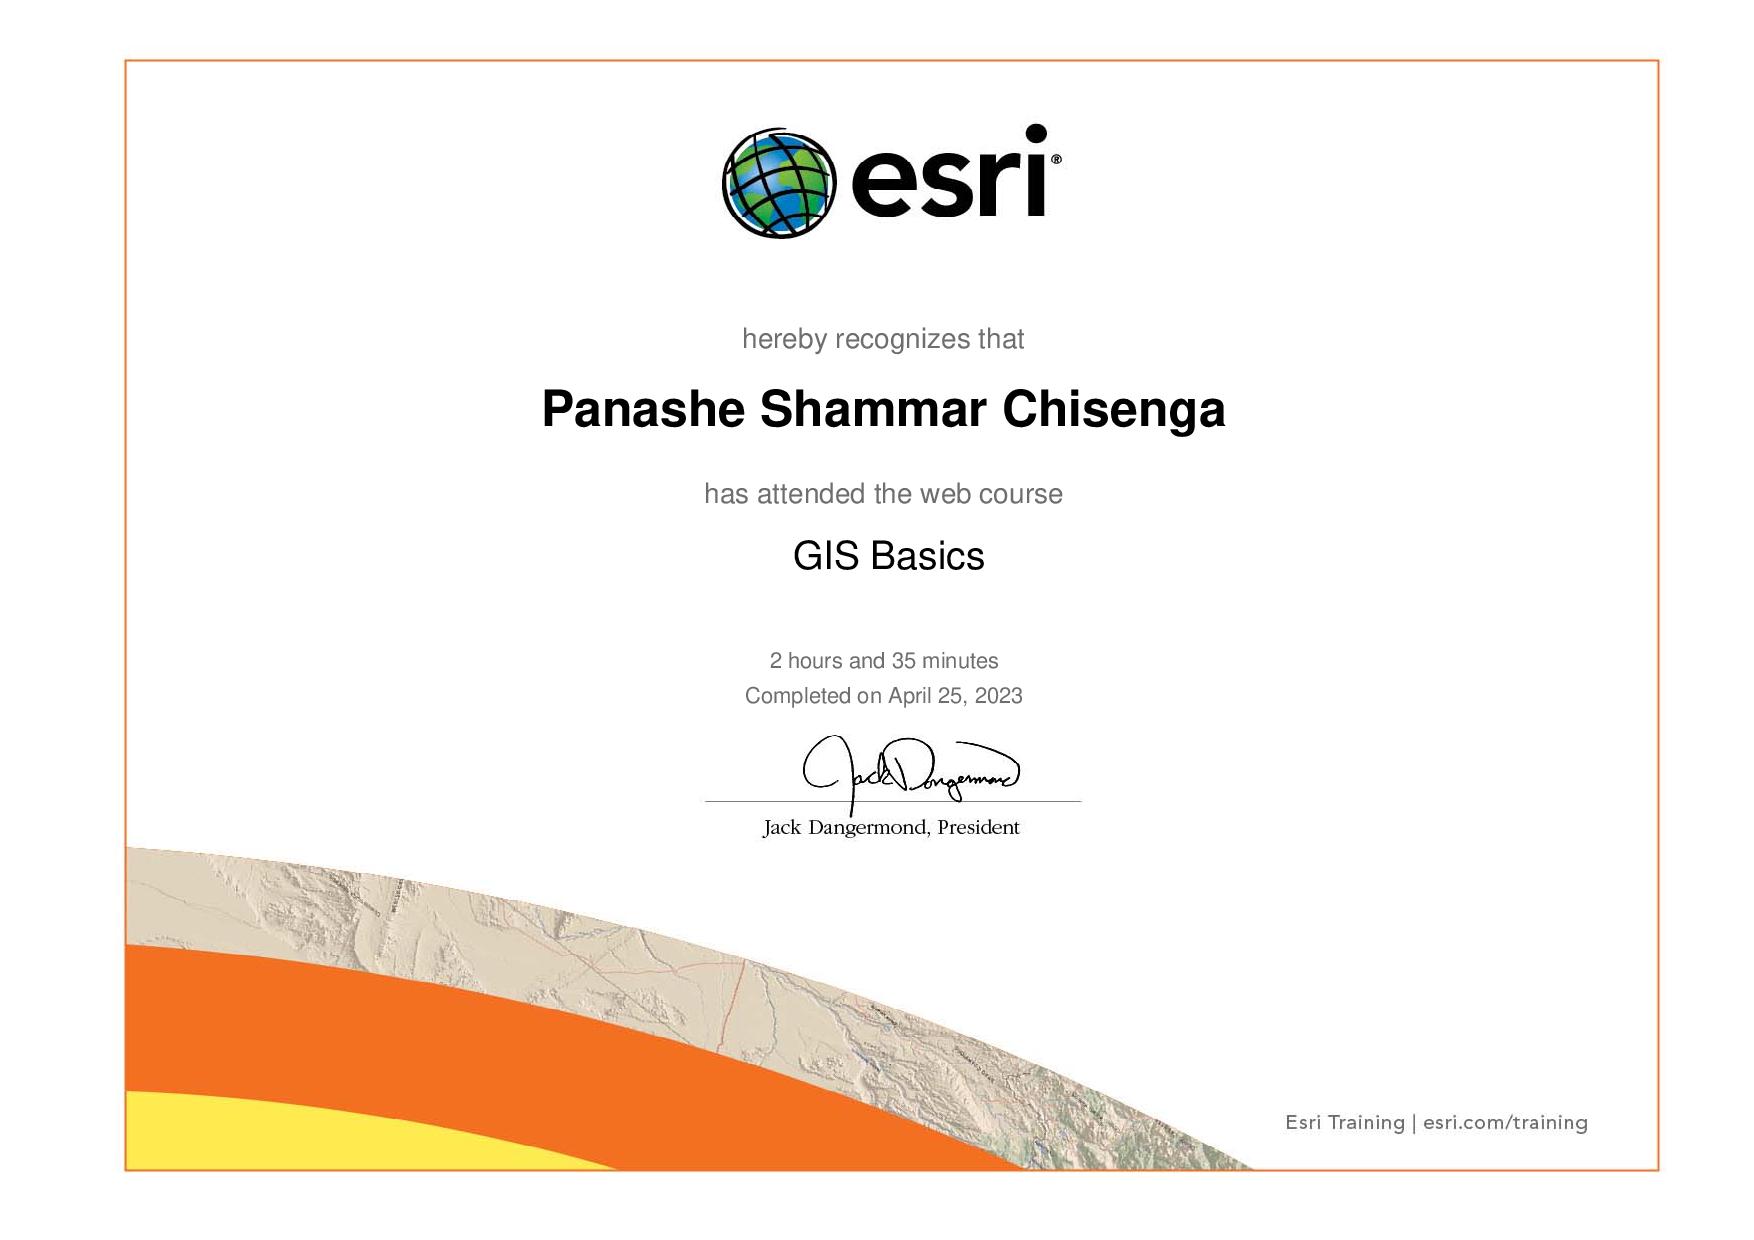 esri®
hereby recognizes that
Panashe Shammar Chisenga
has attended the web course
GIS Basics
2 hours and 35 minutes
Completed on April 25, 2023
Jack Dangermond
Jack Dangermond, President
Esri Training | esri.com/training